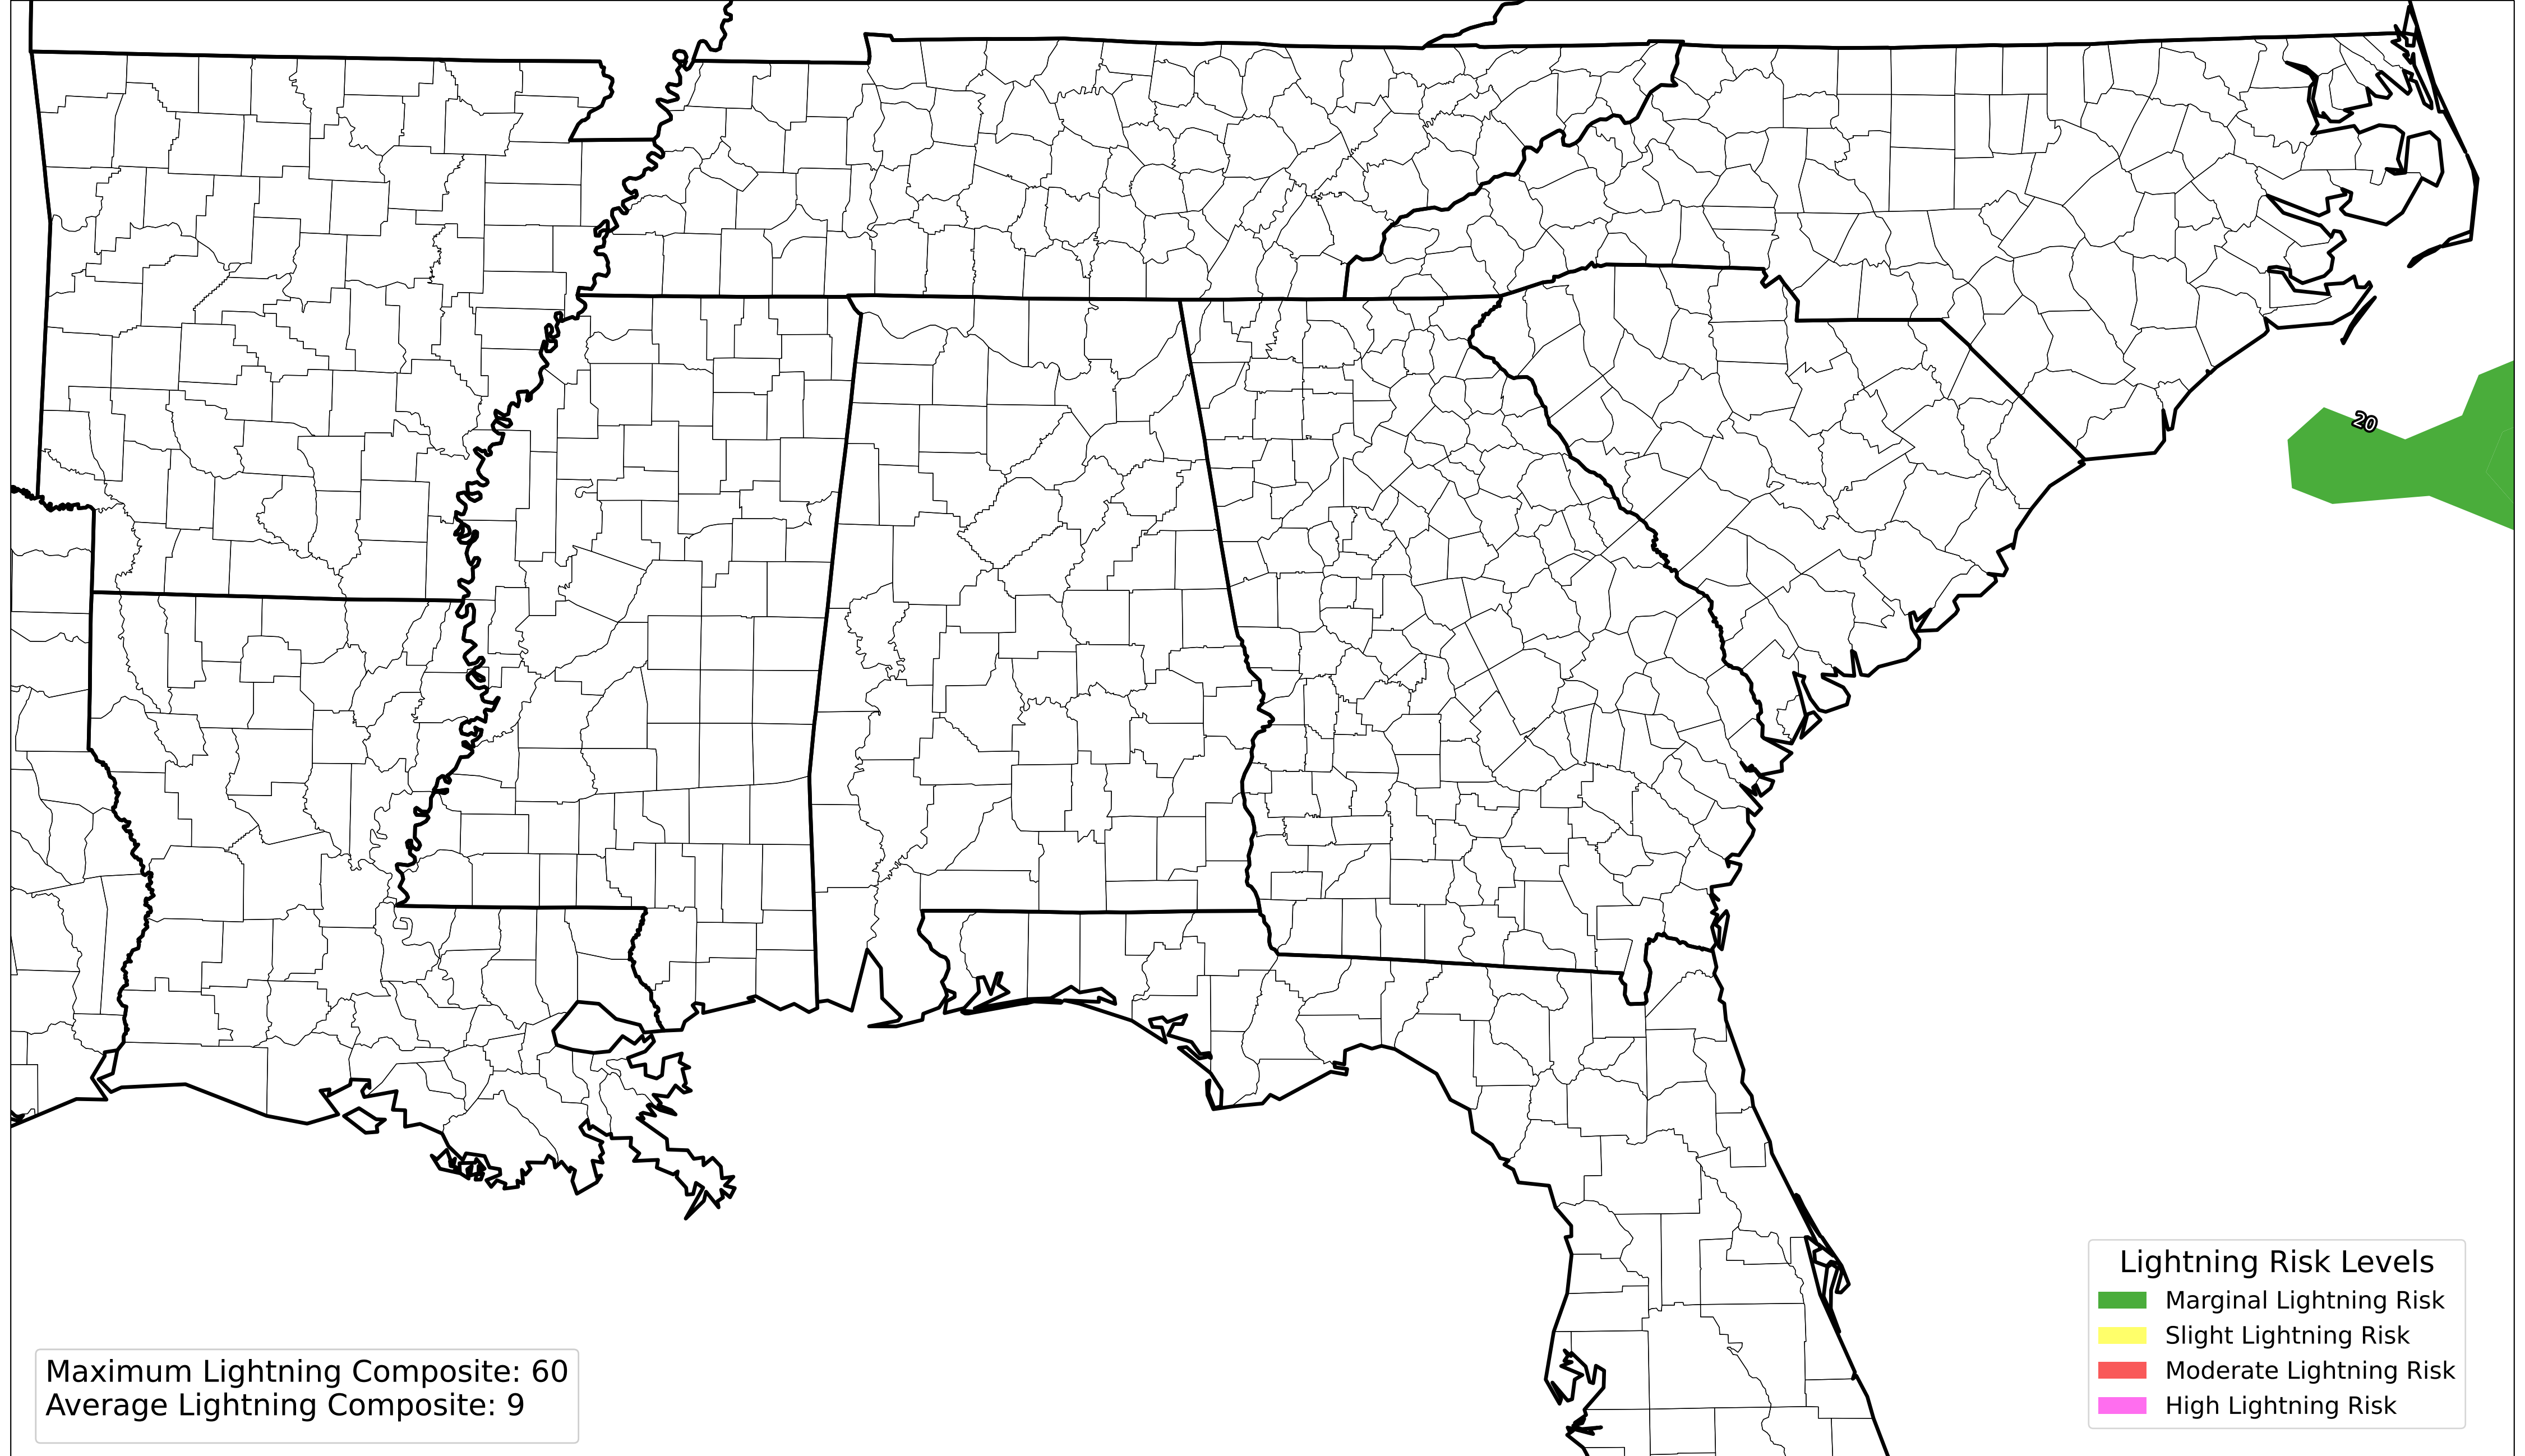 20
Lightning Risk Levels
Marginal Lightning Risk
Slight Lightning Risk
Moderate Lightning Risk
High Lightning Risk
Maximum Lightning Composite: 60
Average Lightning Composite: 9